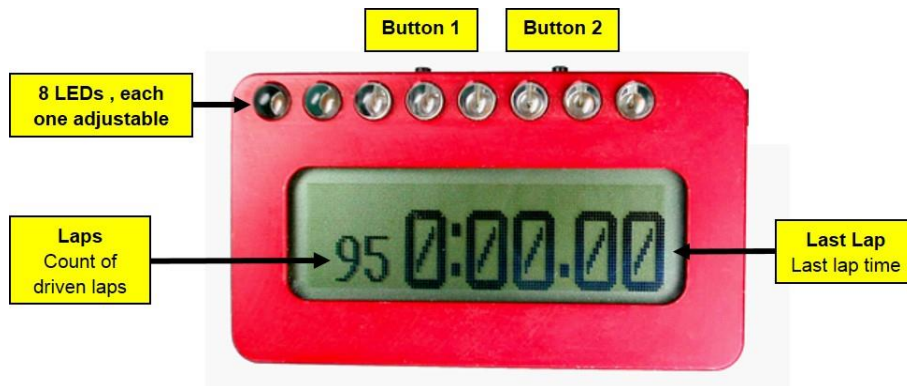 Button 1
Button 2
8 LEDs , each
one adjustable
Laps
Count of
driven laps
95 0:00.00
Last Lap
Last lap time